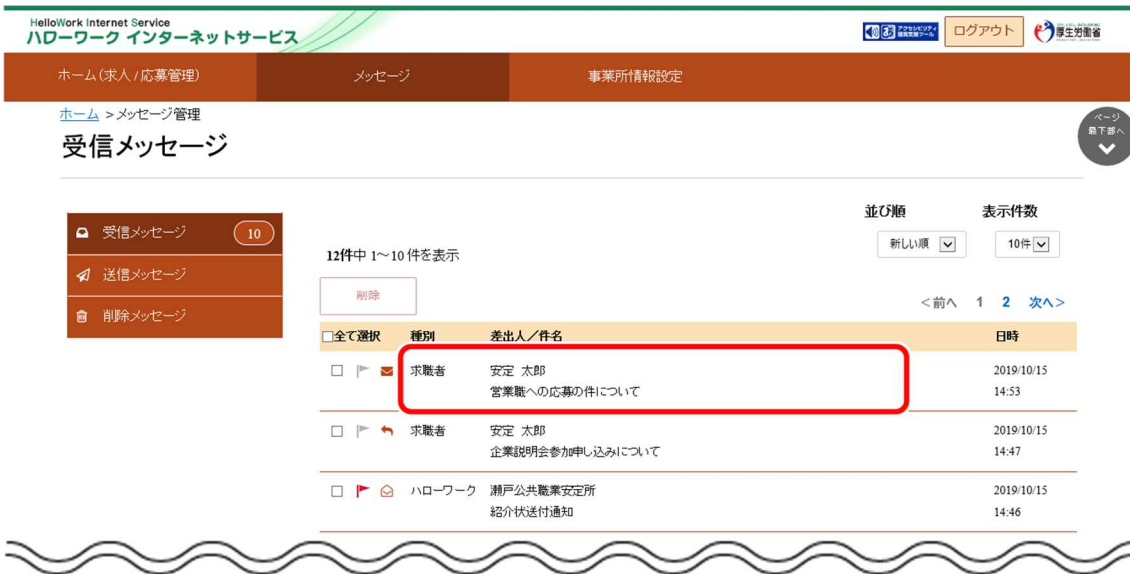 HelloWork Internet Service
ハローワーク インターネットサービス
ログアウト
厚生労働省
ホーム(求人/応募管理)
メッセージ
事業所情報設定
ホーム >メッセージ管理
ページ
最下部へ
受信メッセージ
並び順
表示件数
受信メッセージ
10
新しい順
10件
12件中 1～10 件を表示
送信メッセージ
削除
<前へ 1 2 次へ>
削除メッセージ
全て選択 種別 差出人／件名 日時
求職者 安定 太郎 2019/10/15
営業職への応募の件について 14:53
求職者 安定 太郎 2019/10/15
企業説明会参加申し込みについて 14:47
ハローワーク 瀬戸公共職業安定所 2019/10/15
紹介状送付通知 14:46